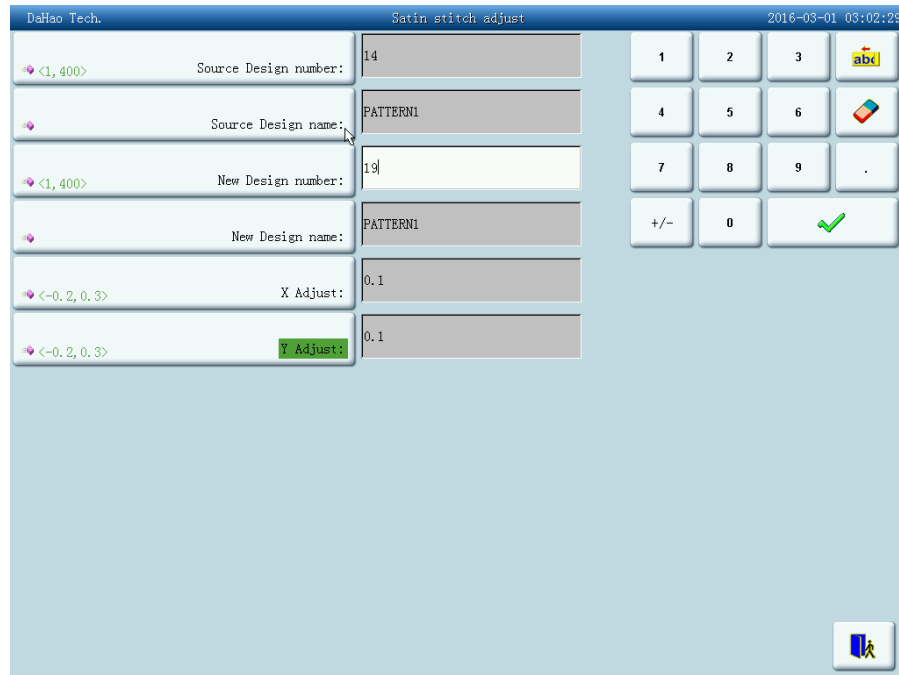 DaHao Tech. Satin stitch adjust 2016-03-01 03:02:29
<1,400> Source Design number: 14
Source Design name: PATTERN1
<1,400> New Design number: 19
New Design name: PATTERN1
<-0.2,0.3> X Adjust: 0.1
<-0.2,0.3> Y Adjust: 0.1
1 2 3 abc
4 5 6
7 8 9 .
+/- 0